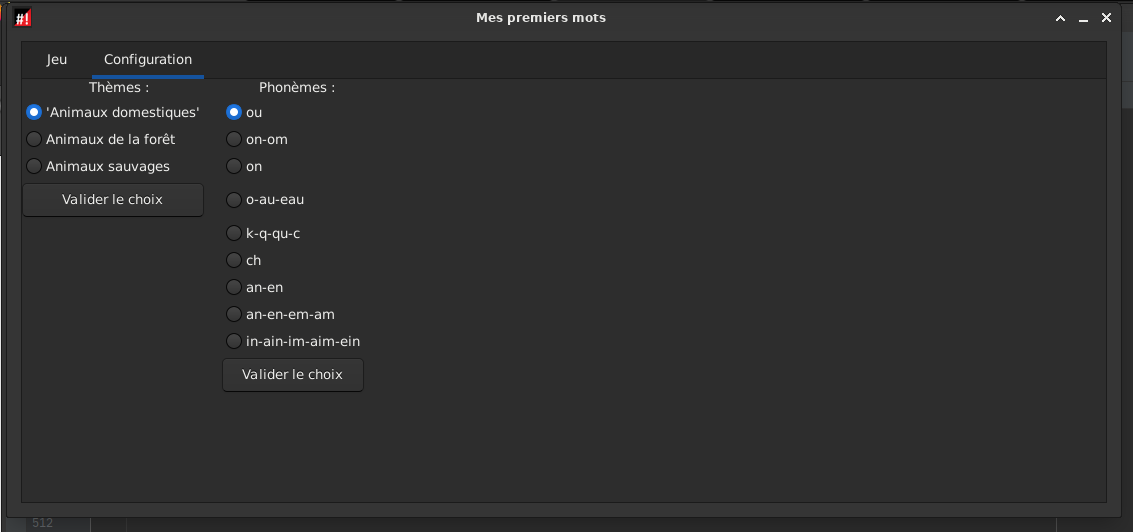 #!
Mes premiers mots
Jeu
Configuration
Thèmes :
'Animaux domestiques'
Animaux de la forêt
Animaux sauvages
Valider le choix
Phonèmes :
ou
on-om
on
o-au-eau
k-q-qu-c
ch
an-en
an-en-em-am
in-ain-im-aim-ein
Valider le choix
512